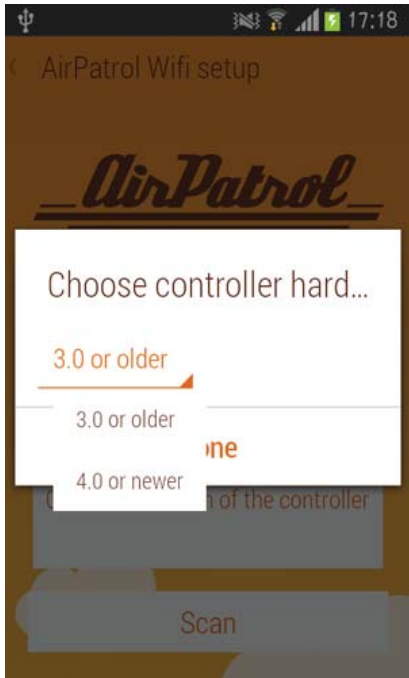 17:18
AirPatrol Wifi setup
AirPatrol
Choose controller hard...
3.0 or older
3.0 or older
one
4.0 or newer
of the controller
Scan